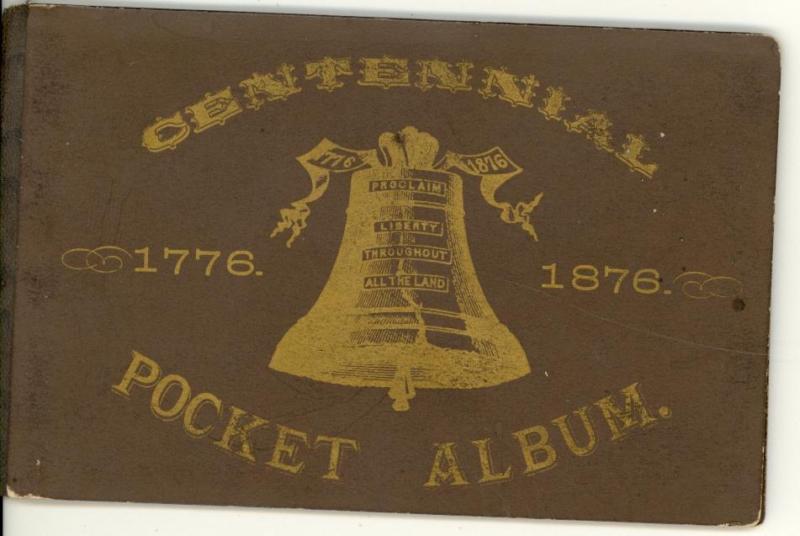 CENTENNIAL
1776 1876
PROCLAIM
LIBERTY
THROUGHOUT
ALL THE LAND
1776. 1876.
POCKET ALBUM.